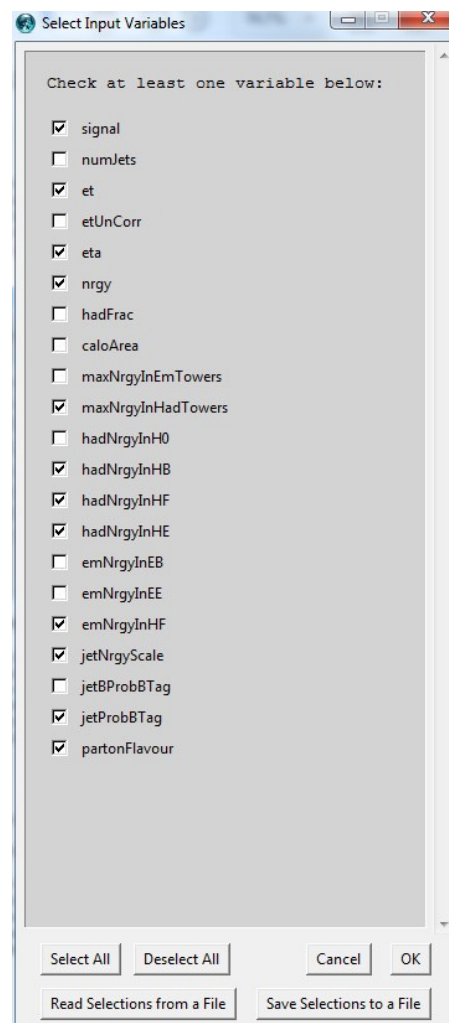 Select Input Variables
Check at least one variable below:
signal
numJets
et
etUnCorr
eta
nrgy
hadFrac
caloArea
maxNrgyInEmTowers
maxNrgyInHadTowers
hadNrgyInH0
hadNrgyInHB
hadNrgyInHF
hadNrgyInHE
emNrgyInEB
emNrgyInEE
emNrgyInHF
jetNrgyScale
jetBProbBTag
jetProbBTag
partonFlavour
Select All Deselect All Cancel OK
Read Selections from a File Save Selections to a File